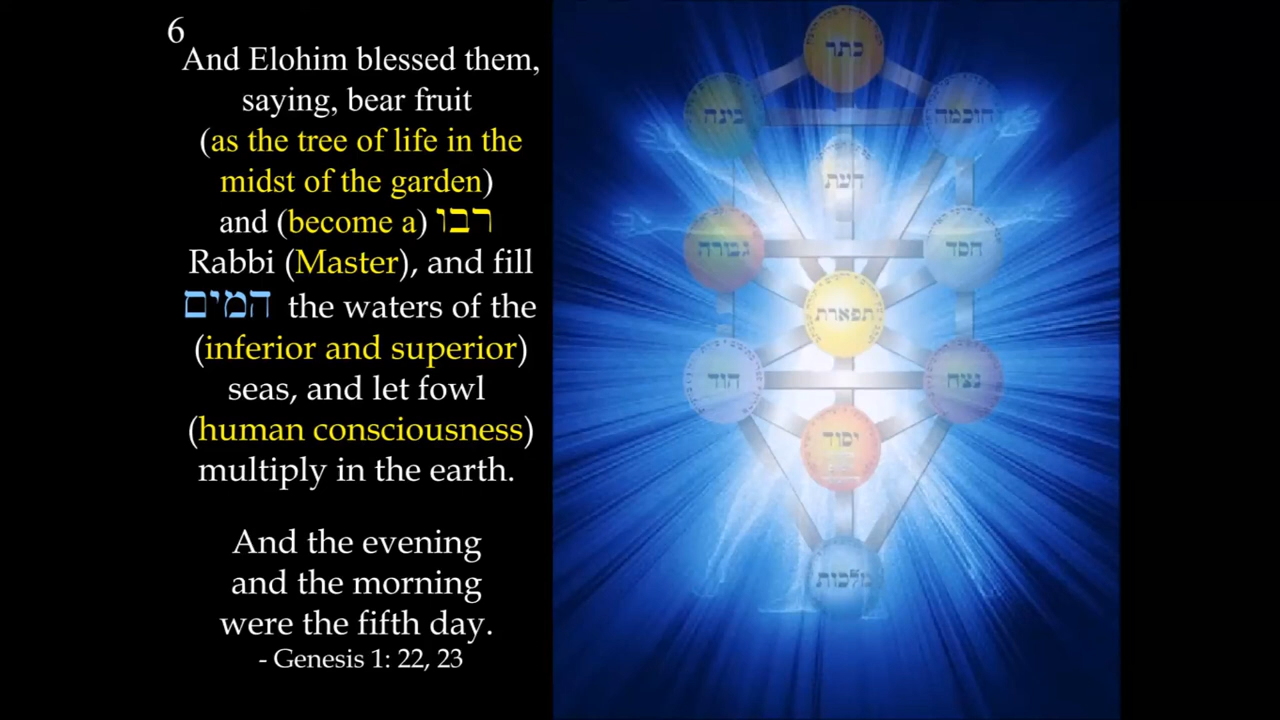 6
And Elohim blessed them,
saying, bear fruit
(as the tree of life in the
midst of the garden)
and (become a) רבו
Rabbi (Master), and fill
המים the waters of the
(inferior and superior)
seas, and let fowl
(human consciousness)
multiply in the earth.
And the evening
and the morning
were the fifth day.
- Genesis 1: 22, 23
כתר
בינה
חוכמה
דעת
גבורה
חסד
תפארת
הוד
נצח
יסוד
מלכות